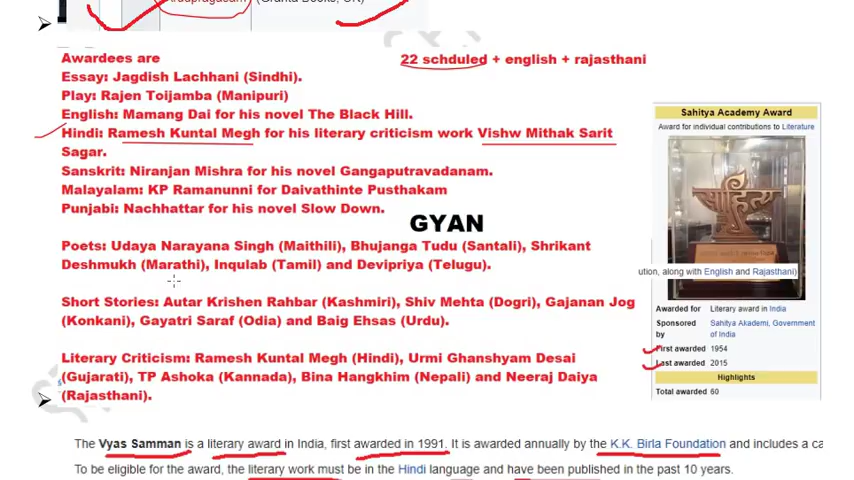 (Granta Books, UK)
Awardees are
22 schduled + english + rajasthani
Essay: Jagdish Lachhani (Sindhi).
Play: Rajen Toijamba (Manipuri)
English: Mamang Dai for his novel The Black Hill.
Hindi: Ramesh Kuntal Megh for his literary criticism work Vishw Mithak Sarit
Sagar.
Sanskrit: Niranjan Mishra for his novel Gangaputravadanam.
Malayalam: KP Ramanunni for Daivathinte Pusthakam
Punjabi: Nachhattar for his novel Slow Down.
GYAN
Poets: Udaya Narayana Singh (Maithili), Bhujanga Tudu (Santali), Shrikant
Deshmukh (Marathi), Inqulab (Tamil) and Devipriya (Telugu).
Short Stories: Autar Krishen Rahbar (Kashmiri), Shiv Mehta (Dogri), Gajanan Jog
(Konkani), Gayatri Saraf (Odia) and Baig Ehsas (Urdu).
Literary Criticism: Ramesh Kuntal Megh (Hindi), Urmi Ghanshyam Desai
(Gujarati), TP Ashoka (Kannada), Bina Hangkhim (Nepali) and Neeraj Daiya
(Rajasthani).
Sahitya Academy Award
Award for individual contributions to Literature
ution, along with English and Rajasthani)
Awarded for Literary award in India
Sponsored Sahitya Akademi, Government
by of India
First awarded 1954
Last awarded 2015
Highlights
Total awarded 60
The Vyas Samman is a literary award in India, first awarded in 1991. It is awarded annually by the K.K. Birla Foundation and includes a ca
To be eligible for the award, the literary work must be in the Hindi language and have been published in the past 10 years.